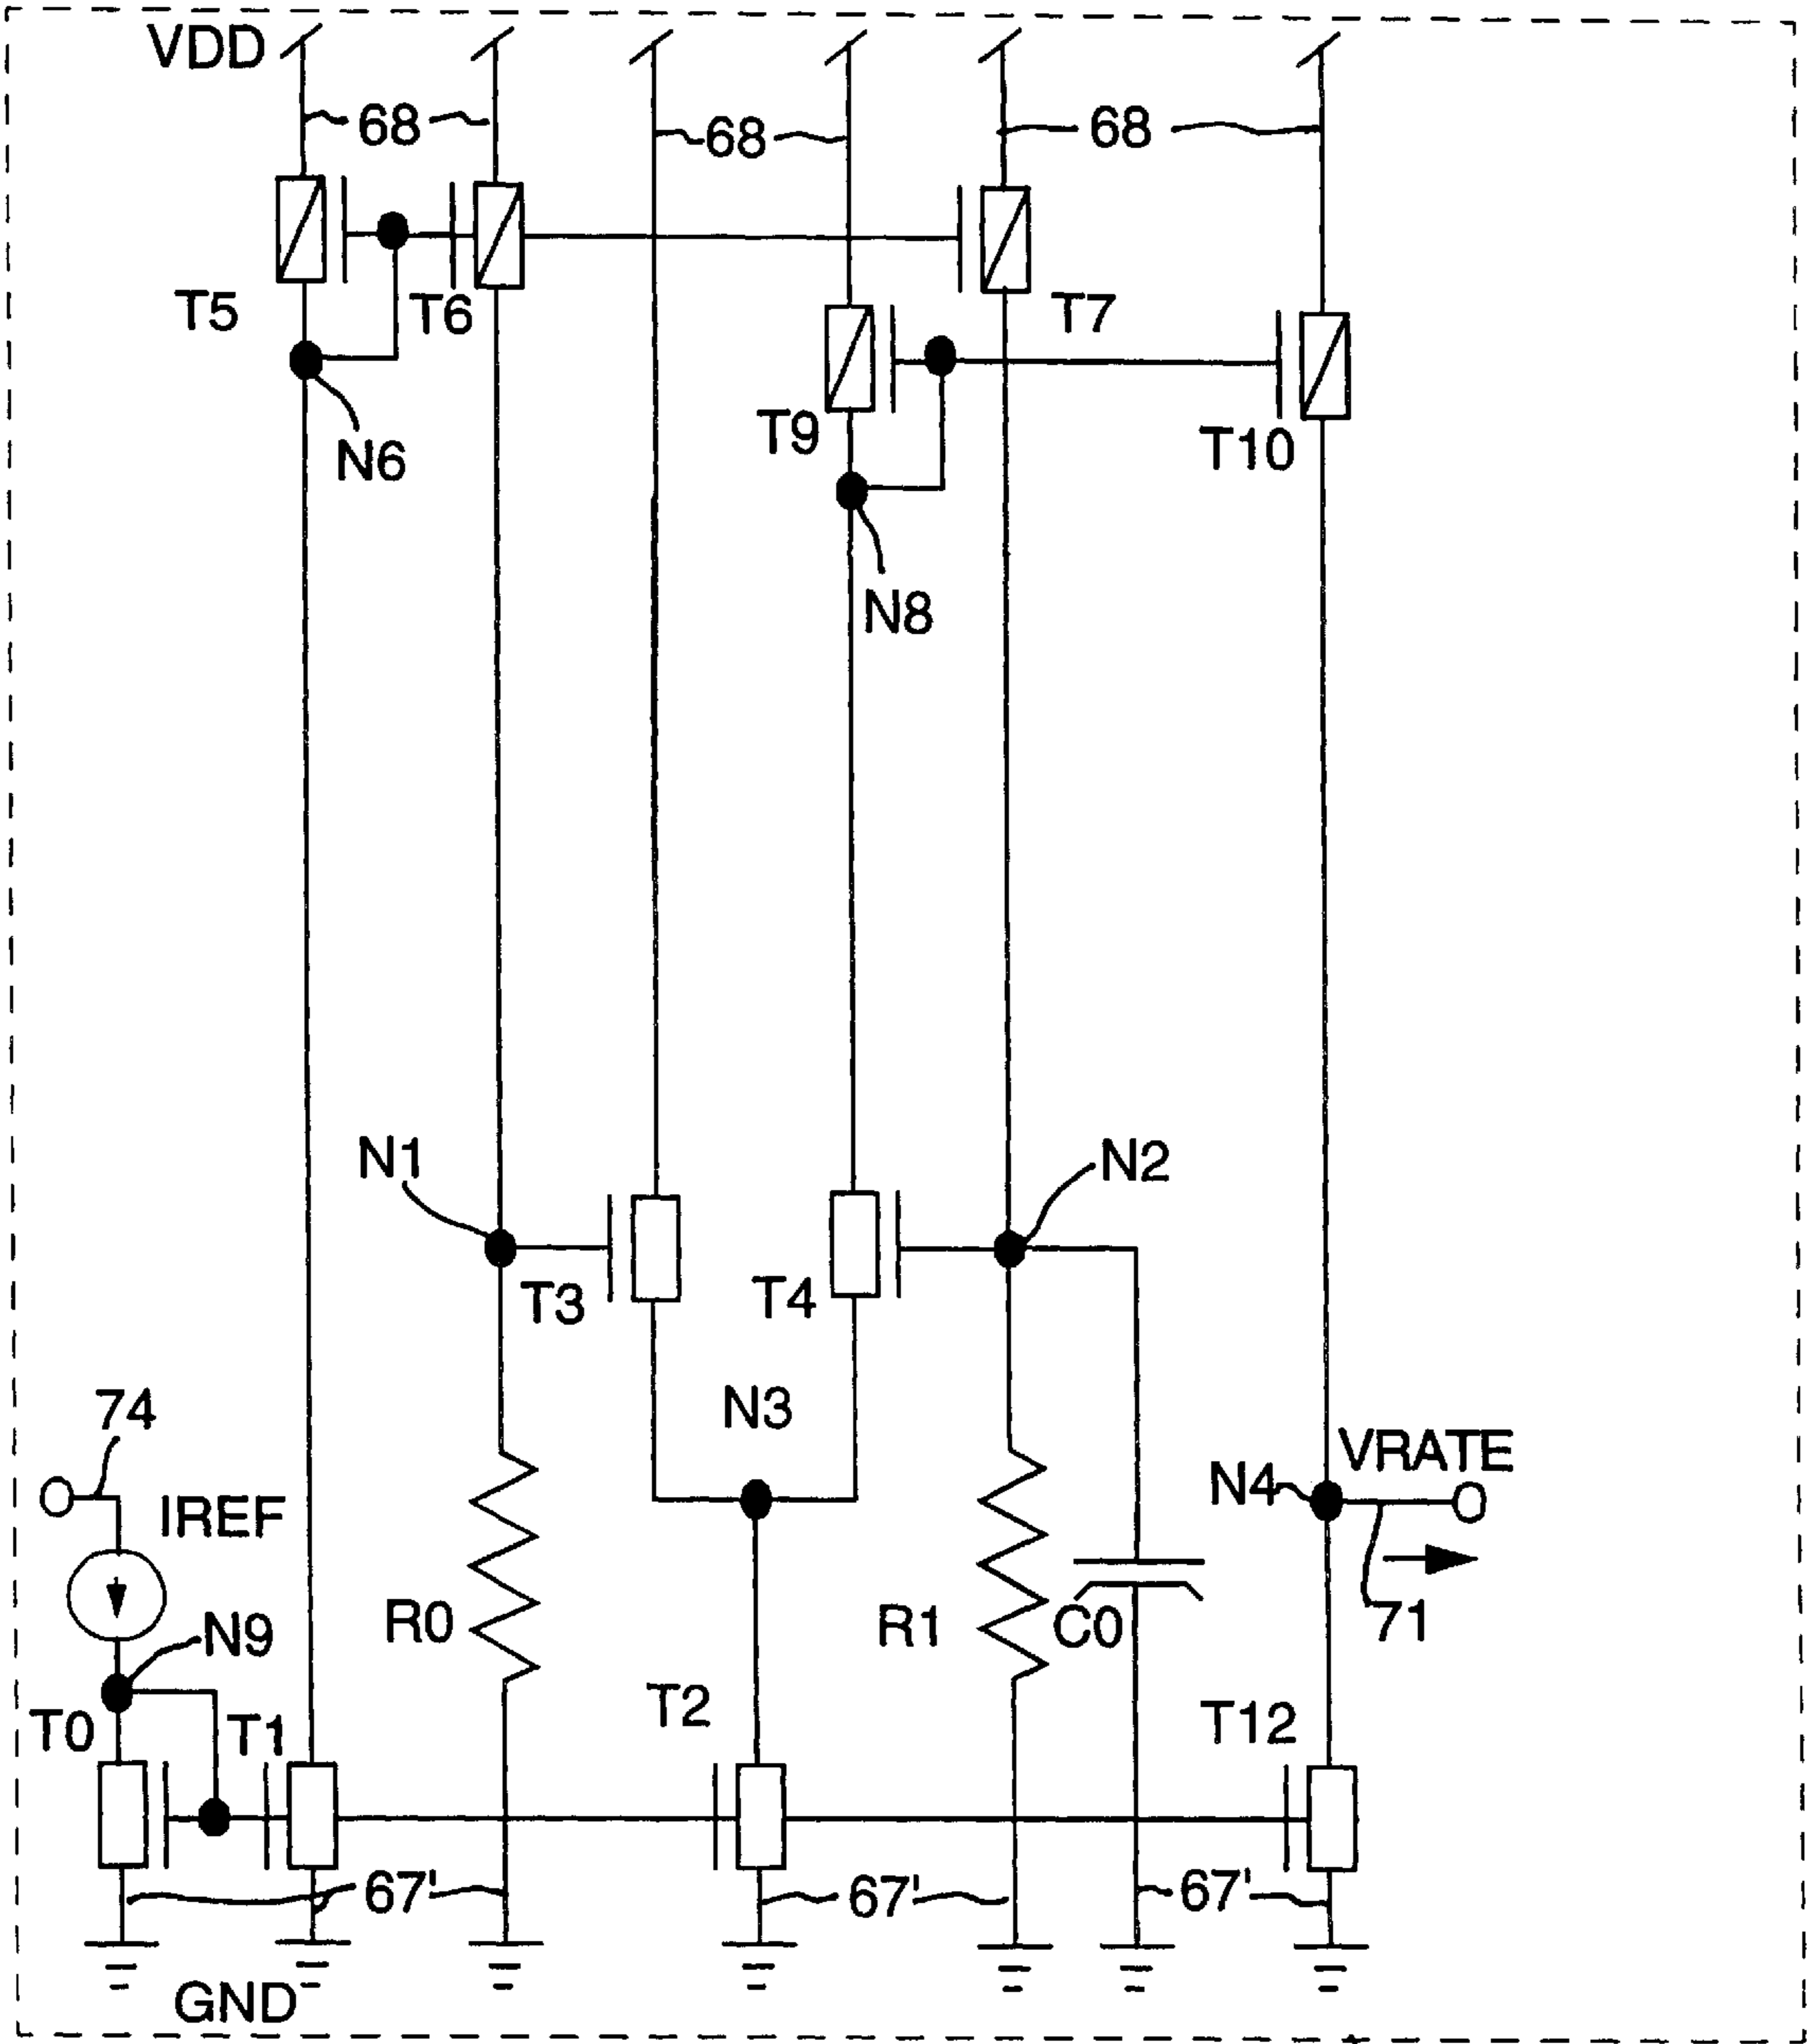 VDD
68
68
68
T5
T6
T7
N6
T9
T10
N8
N1
N2
T3
T4
74
N3
VRATE
N4
IREF
R0
R1
C0
71
N9
T0
T1
T2
T12
67'
67'
67'
GND